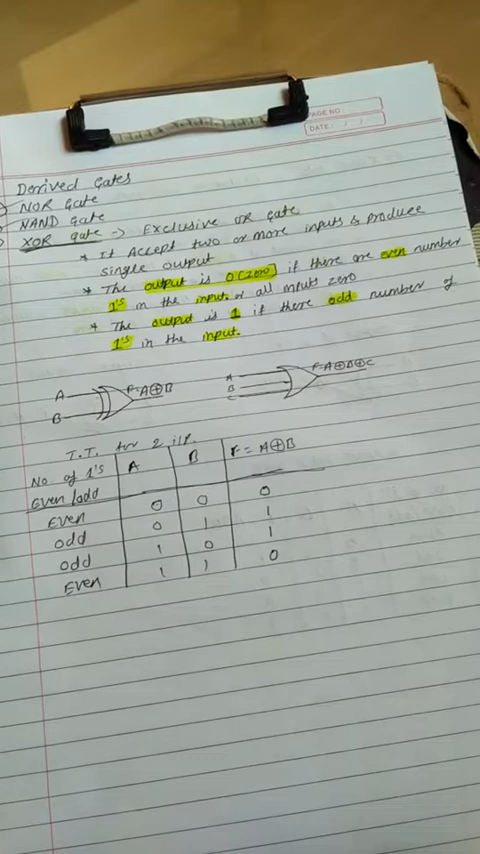 PAGE NO.
DATE: / /
Derived Gates
NOR Gate
NAND Gate
XOR gate -> Exclusive OR gate
* It Accept two or more inputs & produce
single output
* The output is 0(zero) if there are even number
1's in the input or all inputs zero
* The output is 1 if there odd number of
1's in the input.
A
B
F=A⊕B
A
B
C
F=A⊕B⊕C
T.T. for 2 i/p.
No of 1's A B F = A⊕B
Even/odd
Even 0 0 0
odd 0 1 1
odd 1 0 1
Even 1 1 0